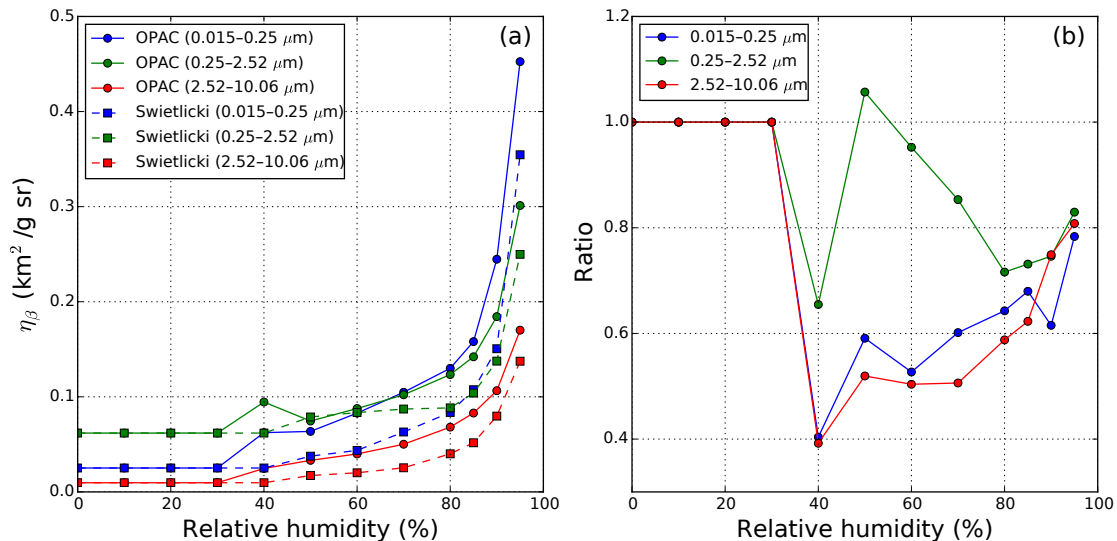 (a)
OPAC (0.015–0.25 μm)
OPAC (0.25–2.52 μm)
OPAC (2.52–10.06 μm)
Swietlicki (0.015–0.25 μm)
Swietlicki (0.25–2.52 μm)
Swietlicki (2.52–10.06 μm)
0.5
0.4
0.3
0.2
0.1
0.0
η_β (km² /g sr)
0 20 40 60 80 100
Relative humidity (%)
(b)
0.015–0.25 μm
0.25–2.52 μm
2.52–10.06 μm
1.2
1.0
0.8
0.6
0.4
Ratio
0 20 40 60 80 100
Relative humidity (%)